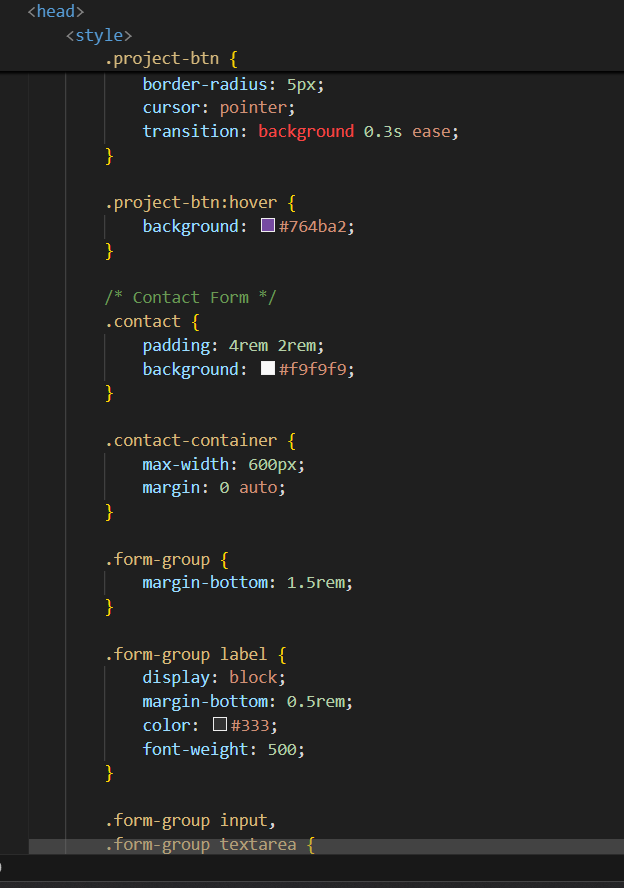 <head>
<style>
.project-btn {
border-radius: 5px;
cursor: pointer;
transition: background 0.3s ease;
}
.project-btn:hover {
background: #764ba2;
}
/* Contact Form */
.contact {
padding: 4rem 2rem;
background: #f9f9f9;
}
.contact-container {
max-width: 600px;
margin: 0 auto;
}
.form-group {
margin-bottom: 1.5rem;
}
.form-group label {
display: block;
margin-bottom: 0.5rem;
color: #333;
font-weight: 500;
}
.form-group input,
.form-group textarea {